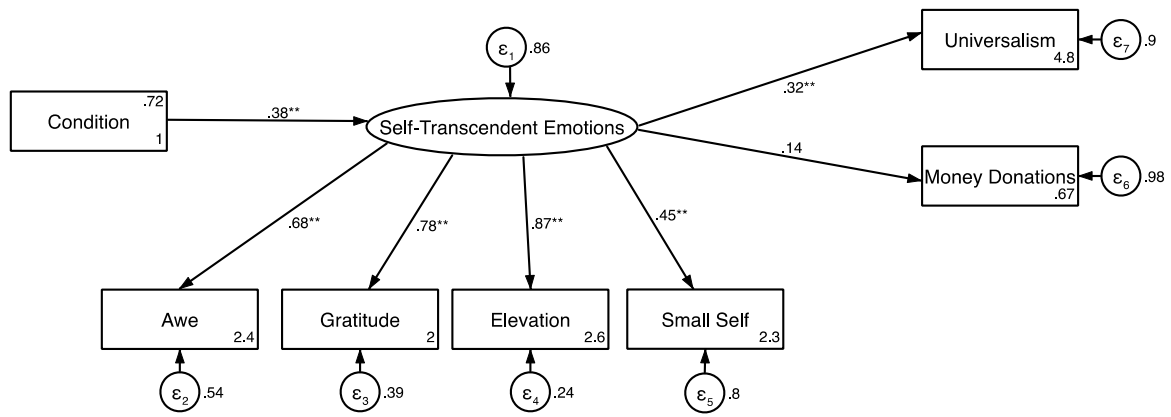 ε1 .86
Universalism
4.8
ε7 .9
.32**
.72
Condition
1
.38**
Self-Transcendent Emotions
.14
Money Donations
.67
ε6 .98
.68**
.78**
.87**
.45**
Awe
2.4
Gratitude
2
Elevation
2.6
Small Self
2.3
ε2 .54
ε3 .39
ε4 .24
ε5 .8